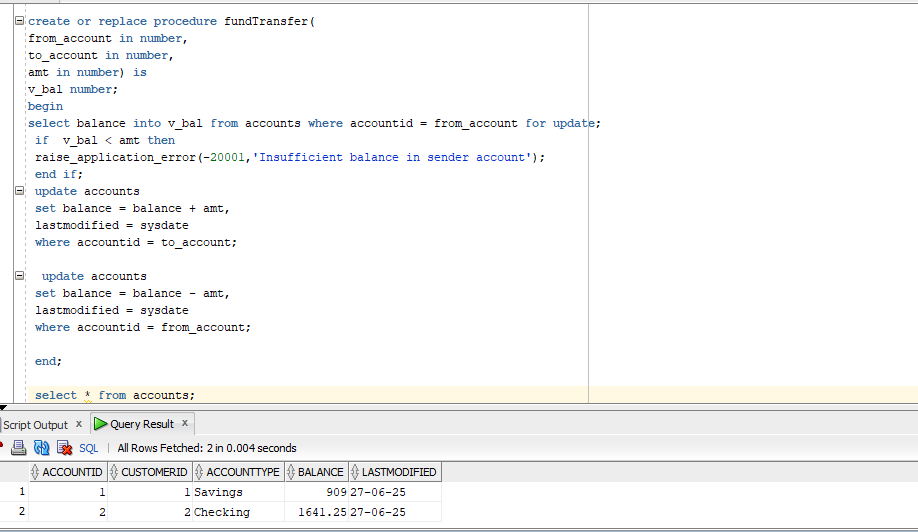 create or replace procedure fundTransfer(
from_account in number,
to_account in number,
amt in number) is
v_bal number;
begin
select balance into v_bal from accounts where accountid = from_account for update;
if  v_bal < amt then
raise_application_error(-20001,'Insufficient balance in sender account');
end if;
update accounts
set balance = balance + amt,
lastmodified = sysdate
where accountid = to_account;
update accounts
set balance = balance - amt,
lastmodified = sysdate
where accountid = from_account;
end;
select * from accounts;
Script Output x Query Result x
SQL | All Rows Fetched: 2 in 0.004 seconds
ACCOUNTID CUSTOMERID ACCOUNTTYPE BALANCE LASTMODIFIED
1 1 1 Savings 909 27-06-25
2 2 2 Checking 1641.25 27-06-25